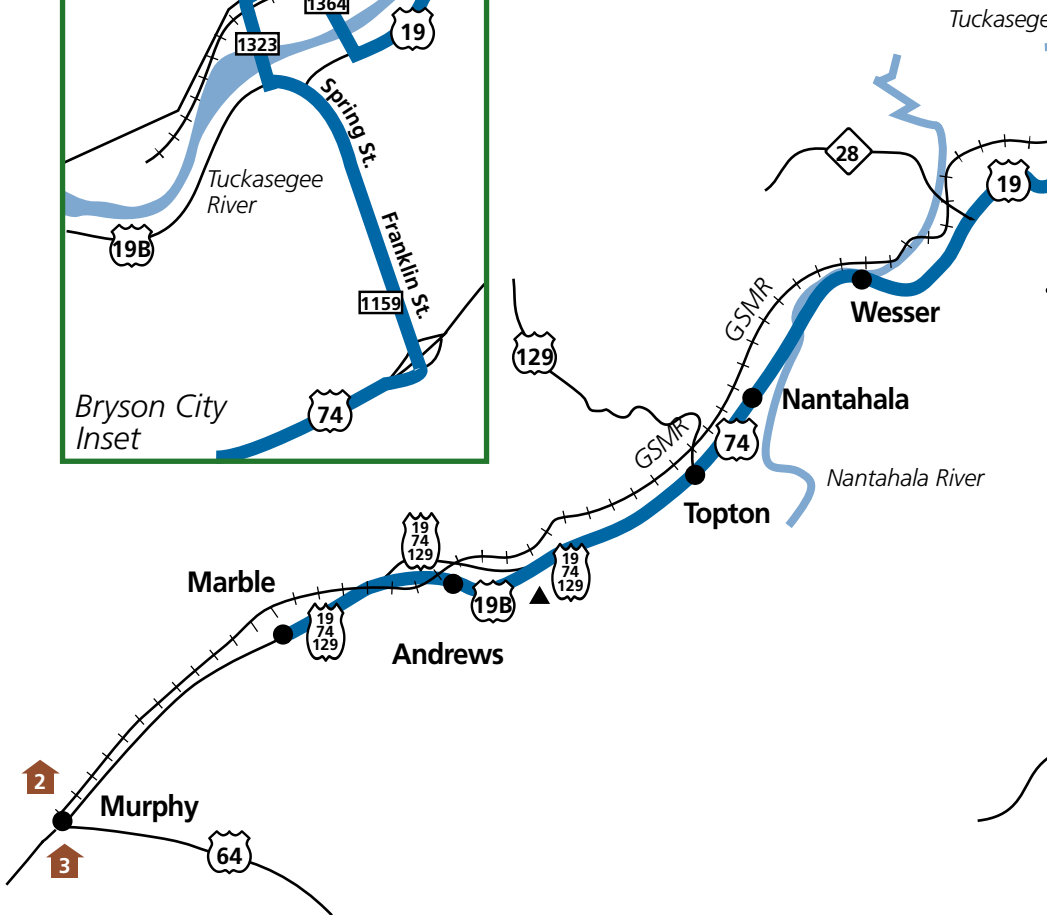 1364
19
1323
Spring St.
Tuckasegee
River
19B
Franklin St.
1159
74
Bryson City
Inset
Tuckasege
28
19
GSMR
Wesser
129
Nantahala
GSMR
74
Nantahala River
Topton
19
74
129
19
74
129
Marble
19B
19
74
129
Andrews
2
Murphy
3
64